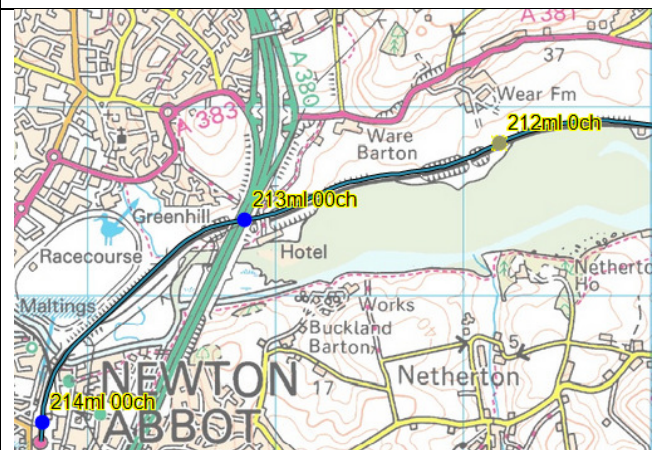 A 381
37
A 380
Wear Fm
212ml 0ch
A 383
Ware
Barton
213ml 00ch
Greenhill
Hotel
Racecourse
Netherto
Ho
Maltings
Works
Buckland
Barton
5
NEWTON
17
Netherton
214ml 00ch
ABBOT